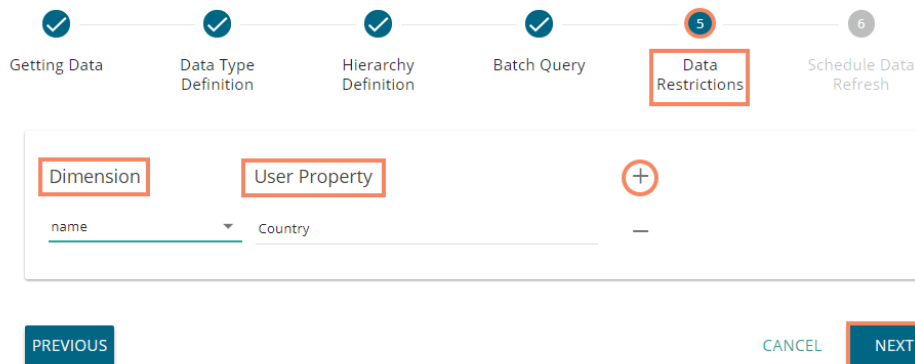 5
6
Getting Data
Data Type
Definition
Hierarchy
Definition
Batch Query
Data
Restrictions
Schedule Data
Refresh
Dimension
User Property
+
name
Country
–
PREVIOUS
CANCEL
NEXT